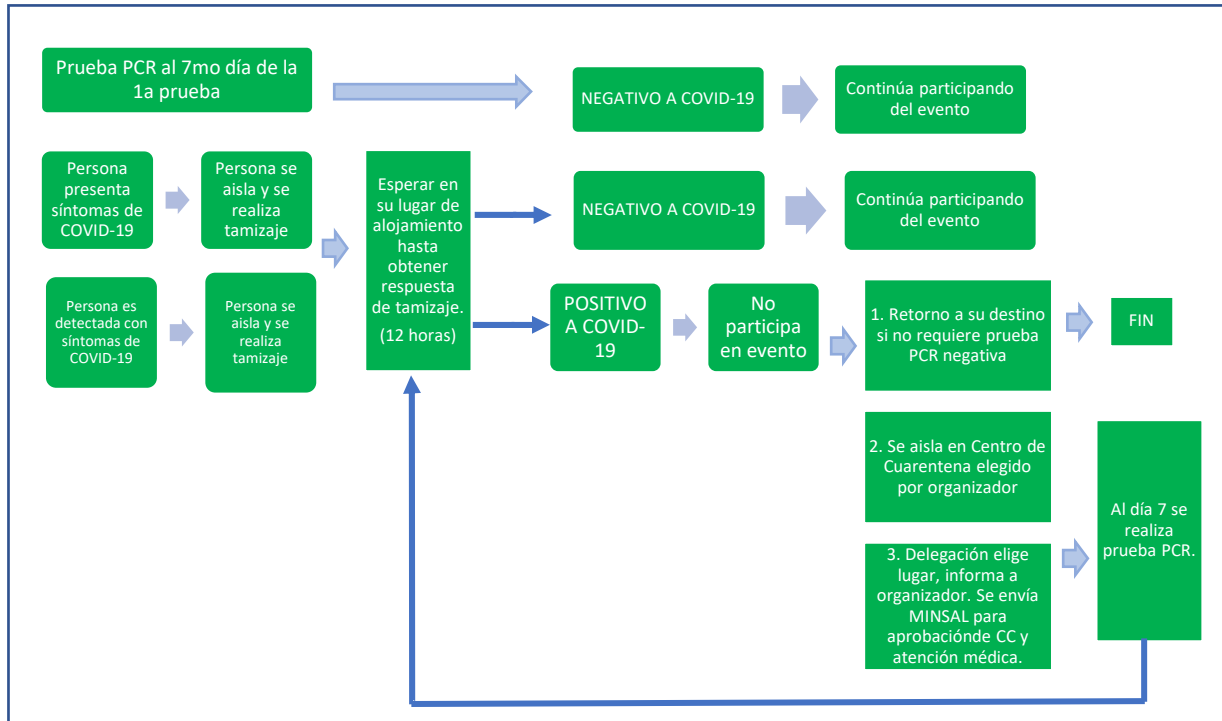 Prueba PCR al 7mo día de la
1a prueba
NEGATIVO A COVID-19
Continúa participando
del evento
Persona
presenta
síntomas de
COVID-19
Persona se
aisla y se
realiza
tamizaje
Esperar en
su lugar de
alojamiento
hasta
obtener
respuesta
de tamizaje.
(12 horas)
NEGATIVO A COVID-19
Continúa participando
del evento
Persona es
detectada con
síntomas de
COVID-19
Persona se
aisla y se
realiza
tamizaje
POSITIVO
A COVID-
19
No
participa
en evento
1. Retorno a su destino
si no requiere prueba
PCR negativa
FIN
2. Se aisla en Centro de
Cuarentena elegido
por organizador
3. Delegación elige
lugar, informa a
organizador. Se envía
MINSAL para
aprobaciónde CC y
atención médica.
Al día 7 se
realiza
prueba PCR.